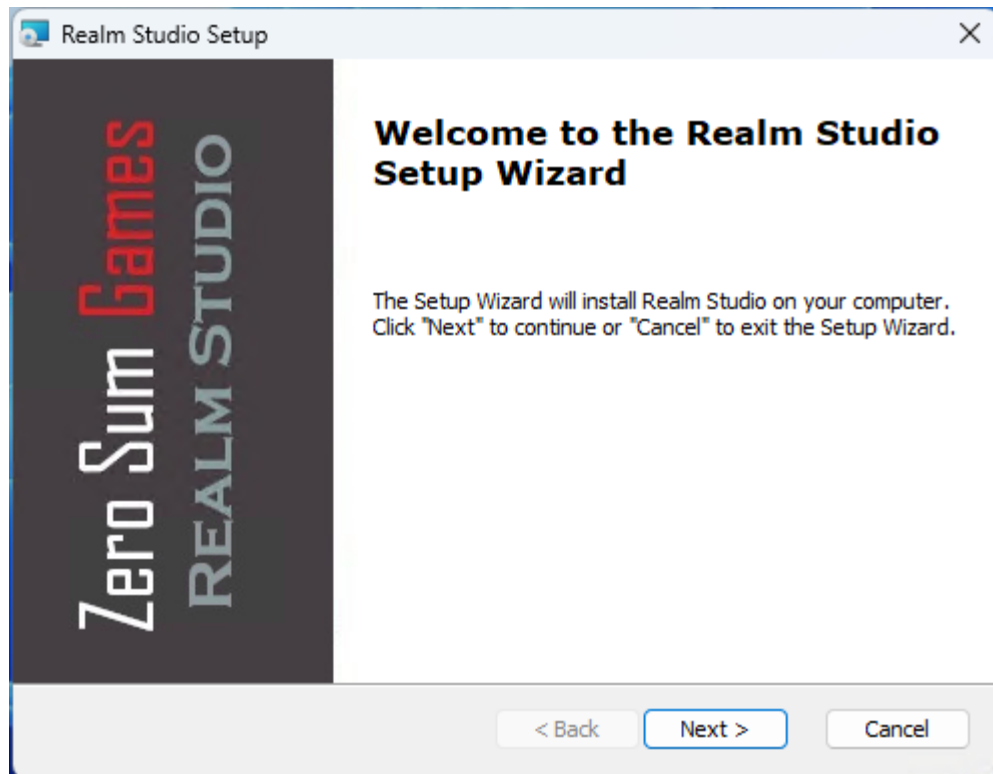 Realm Studio Setup
Zero Sum Games
REALM STUDIO
Welcome to the Realm Studio
Setup Wizard
The Setup Wizard will install Realm Studio on your computer.
Click "Next" to continue or "Cancel" to exit the Setup Wizard.
< Back Next > Cancel